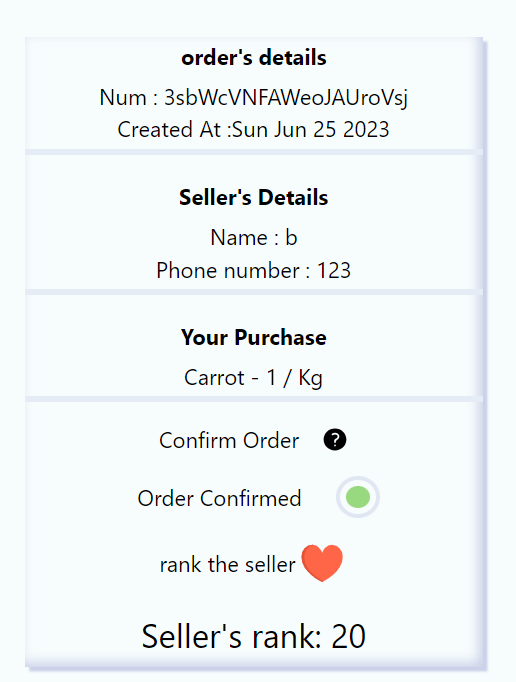 order's details
Num : 3sbWcVNFAWeoJAUroVsj
Created At :Sun Jun 25 2023
Seller's Details
Name : b
Phone number : 123
Your Purchase
Carrot - 1 / Kg
Confirm Order ?
Order Confirmed
rank the seller
Seller's rank: 20